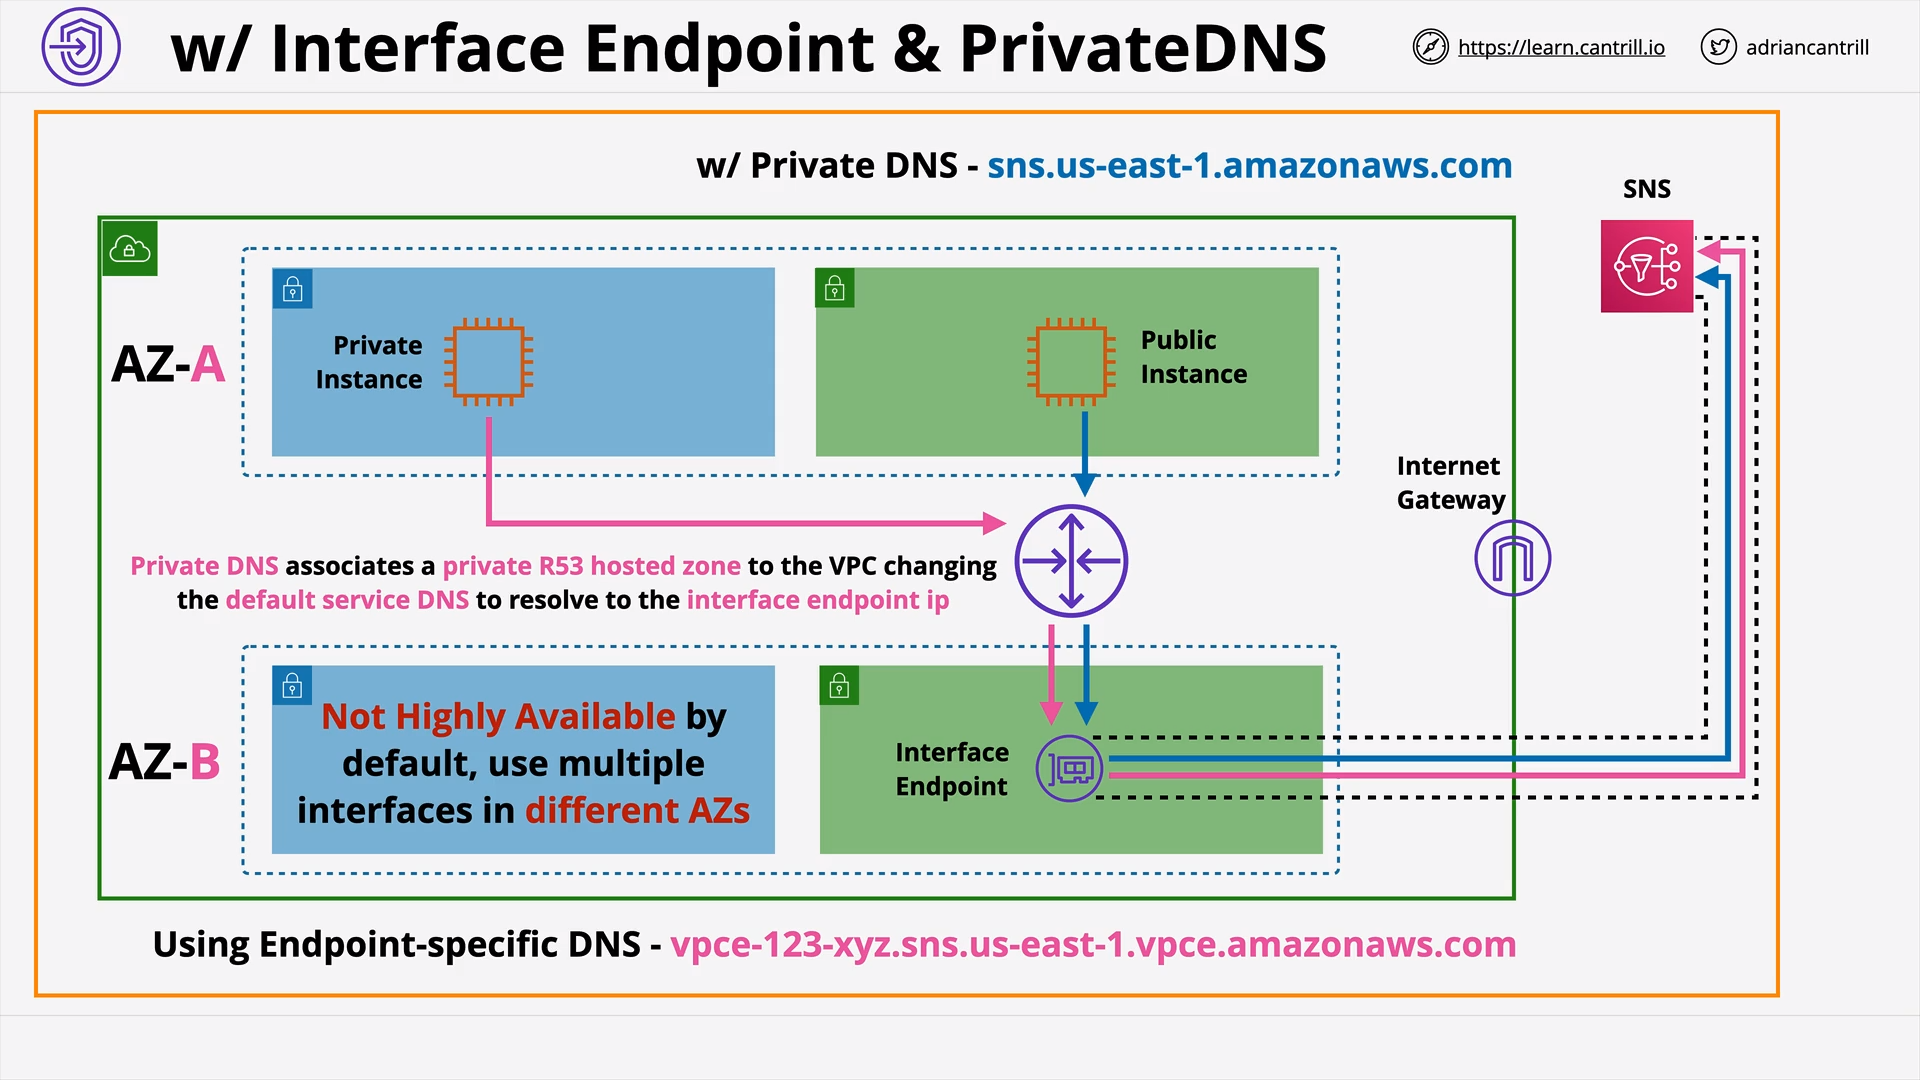 w/ Interface Endpoint & PrivateDNS
https://learn.cantrill.io
adriancantrill
w/ Private DNS - sns.us-east-1.amazonaws.com
SNS
AZ-A
Private
Instance
Public
Instance
Internet
Gateway
Private DNS associates a private R53 hosted zone to the VPC changing
the default service DNS to resolve to the interface endpoint ip
AZ-B
Not Highly Available by
default, use multiple
interfaces in different AZs
Interface
Endpoint
Using Endpoint-specific DNS - vpce-123-xyz.sns.us-east-1.vpce.amazonaws.com